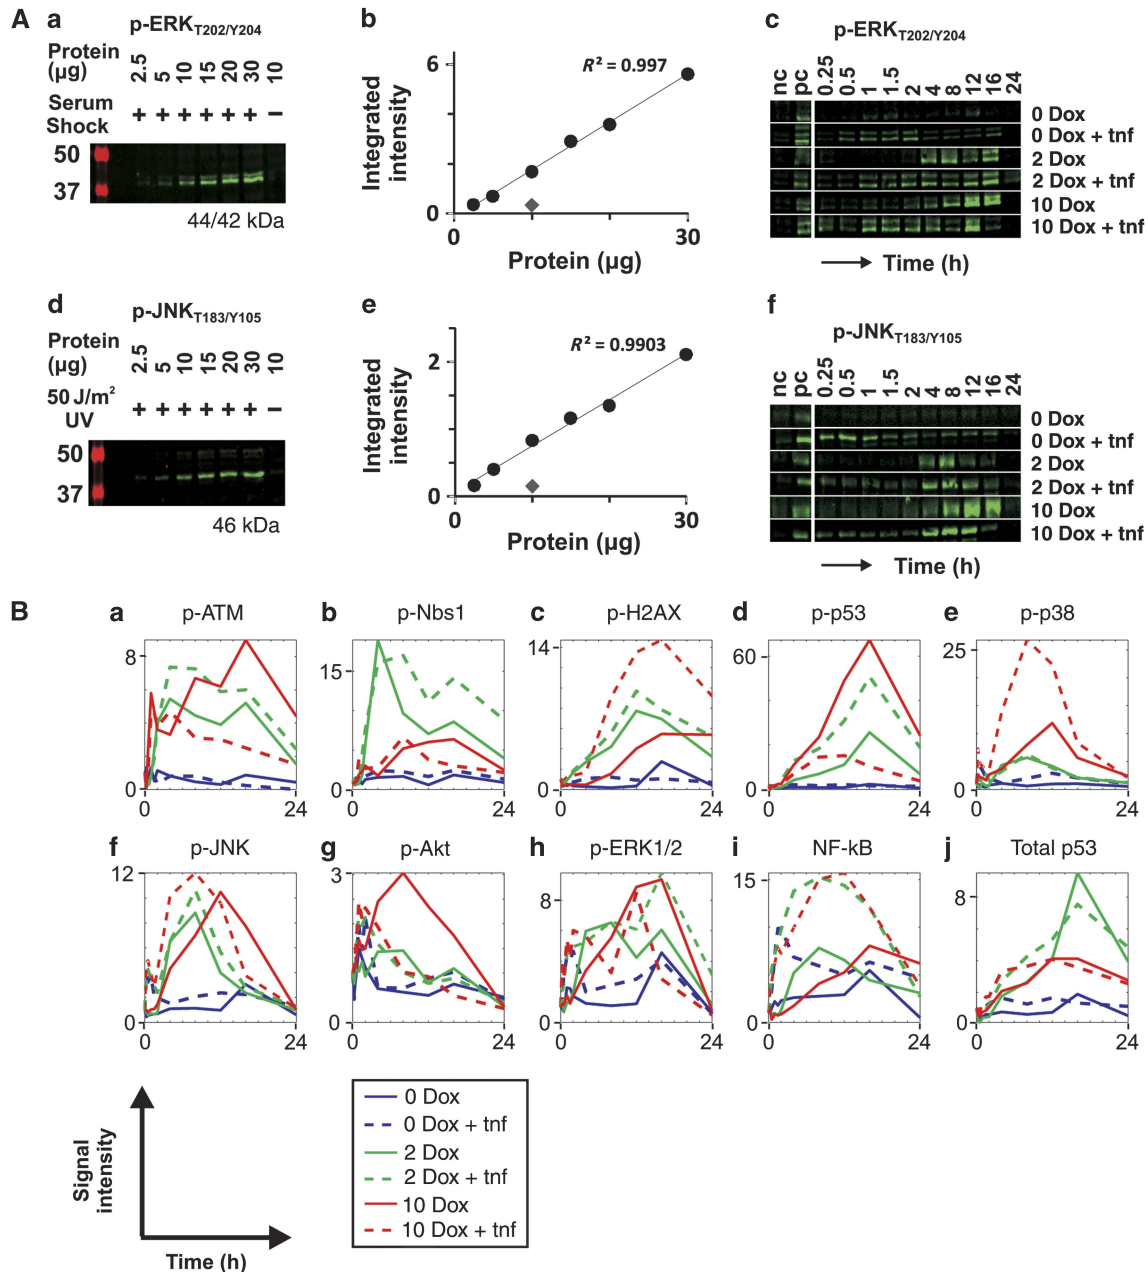 A
a
p-ERKT202/Y204
Protein
(µg)
2.5 5 10 15 20 30 10
Serum
Shock
+ + + + + + −
50
37
44/42 kDa
b
R² = 0.997
Integrated
intensity
6
0
0 30
Protein (µg)
c
p-ERKT202/Y204
nc pc 0.25 0.5 1 1.5 2 4 8 12 16 24
0 Dox
0 Dox + tnf
2 Dox
2 Dox + tnf
10 Dox
10 Dox + tnf
Time (h)
d
p-JNKT183/Y105
Protein
(µg)
2.5 5 10 15 20 30 10
50 J/m²
UV
+ + + + + + −
50
37
46 kDa
e
R² = 0.9903
Integrated
intensity
2
0
0 30
Protein (µg)
f
p-JNKT183/Y105
nc pc 0.25 0.5 1 1.5 2 4 8 12 16 24
0 Dox
0 Dox + tnf
2 Dox
2 Dox + tnf
10 Dox
10 Dox + tnf
Time (h)
B
a p-ATM
8
0
0 24
b p-Nbs1
15
0
0 24
c p-H2AX
14
0
0 24
d p-p53
60
0
0 24
e p-p38
25
0
0 24
f p-JNK
12
0
0 24
g p-Akt
3
0
0 24
h p-ERK1/2
8
0
0 24
i NF-kB
15
0
0 24
j Total p53
8
0
0 24
Signal
intensity
Time (h)
0 Dox
0 Dox + tnf
2 Dox
2 Dox + tnf
10 Dox
10 Dox + tnf